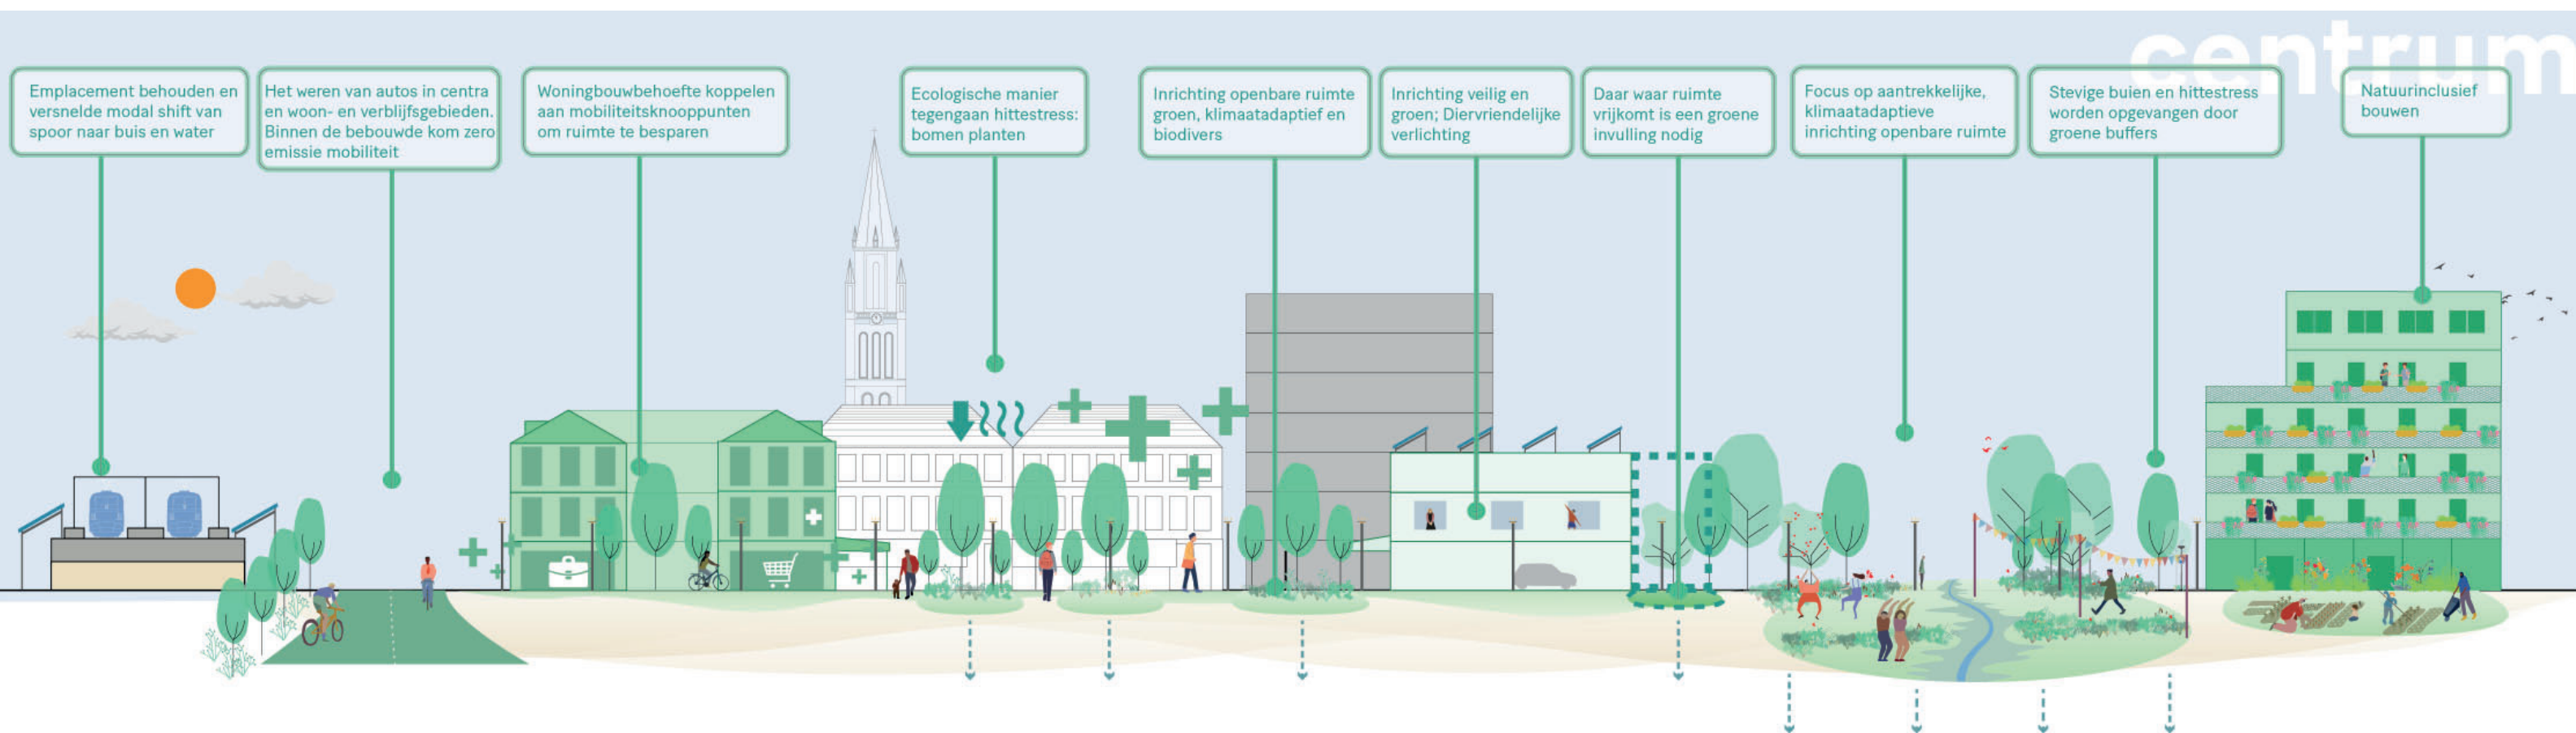 centrum
Emplacement behouden en
versnelde modal shift van
spoor naar buis en water
Het weren van autos in centra
en woon- en verblijfsgebieden.
Binnen de bebouwde kom zero
emissie mobiliteit
Woningbouwbehoefte koppelen
aan mobiliteitsknooppunten
om ruimte te besparen
Ecologische manier
tegengaan hittestress:
bomen planten
Inrichting openbare ruimte
groen, klimaatadaptief en
biodivers
Inrichting veilig en
groen; Diervriendelijke
verlichting
Daar waar ruimte
vrijkomt is een groene
invulling nodig
Focus op aantrekkelijke,
klimaatadaptieve
inrichting openbare ruimte
Stevige buien en hittestress
worden opgevangen door
groene buffers
Natuurinclusief
bouwen